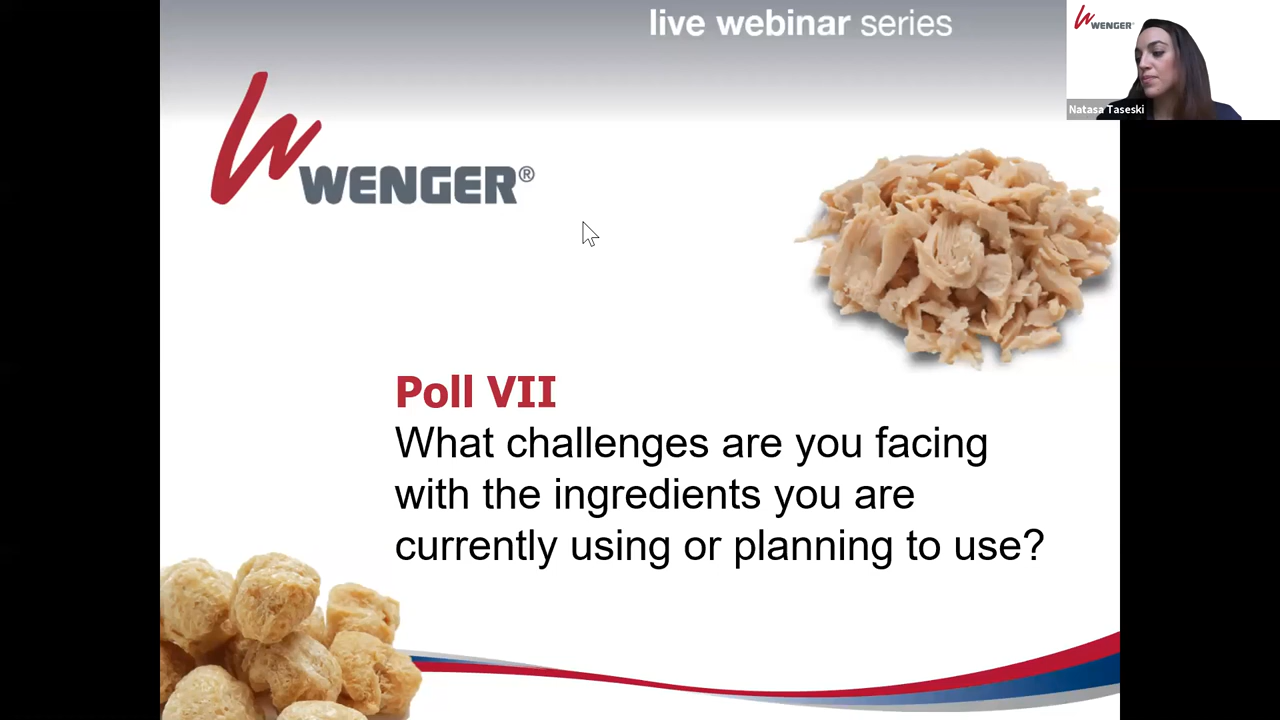 live webinar series
WENGER
Natasa Taseski
WENGER®
Poll VII
What challenges are you facing
with the ingredients you are
currently using or planning to use?